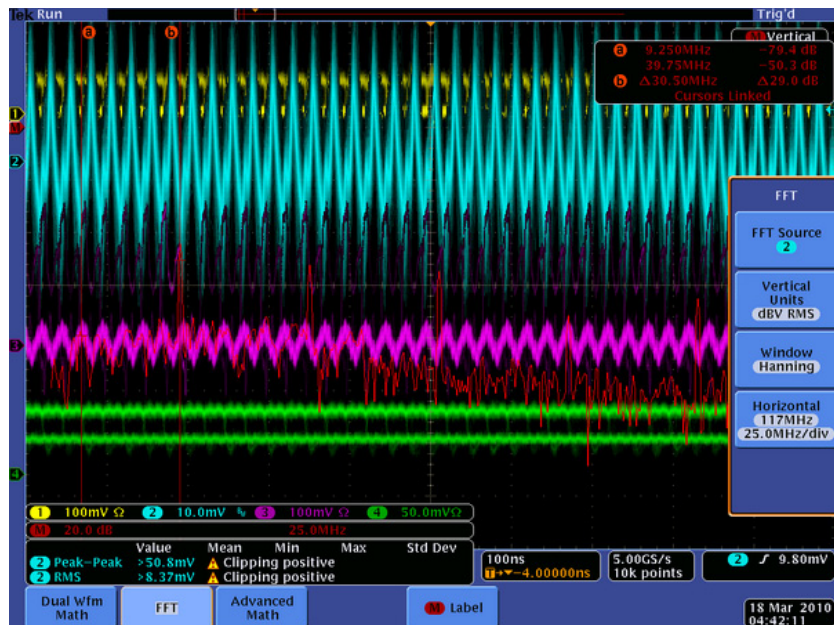 Tek Run Trig'd
a b M Vertical
a 9.250MHz −79.4 dB
39.75MHz −50.3 dB
b Δ30.50MHz Δ29.0 dB
Cursors Linked
1
M
2
FFT
FFT Source
2
Vertical
Units
dBV RMS
Window
Hanning
3
Horizontal
117MHz
25.0MHz/div
4
1 100mV Ω 2 10.0mV 3 100mV Ω 4 50.0mVΩ
M 20.0 dB 25.0MHz
Value Mean Min Max Std Dev
2 Peak−Peak >50.8mV Clipping positive
2 RMS >8.37mV Clipping positive
100ns
T→▼−4.00000ns
5.00GS/s
10k points
2 9.80mV
Dual Wfm
Math
FFT
Advanced
Math
M Label
18 Mar 2010
04:42:11